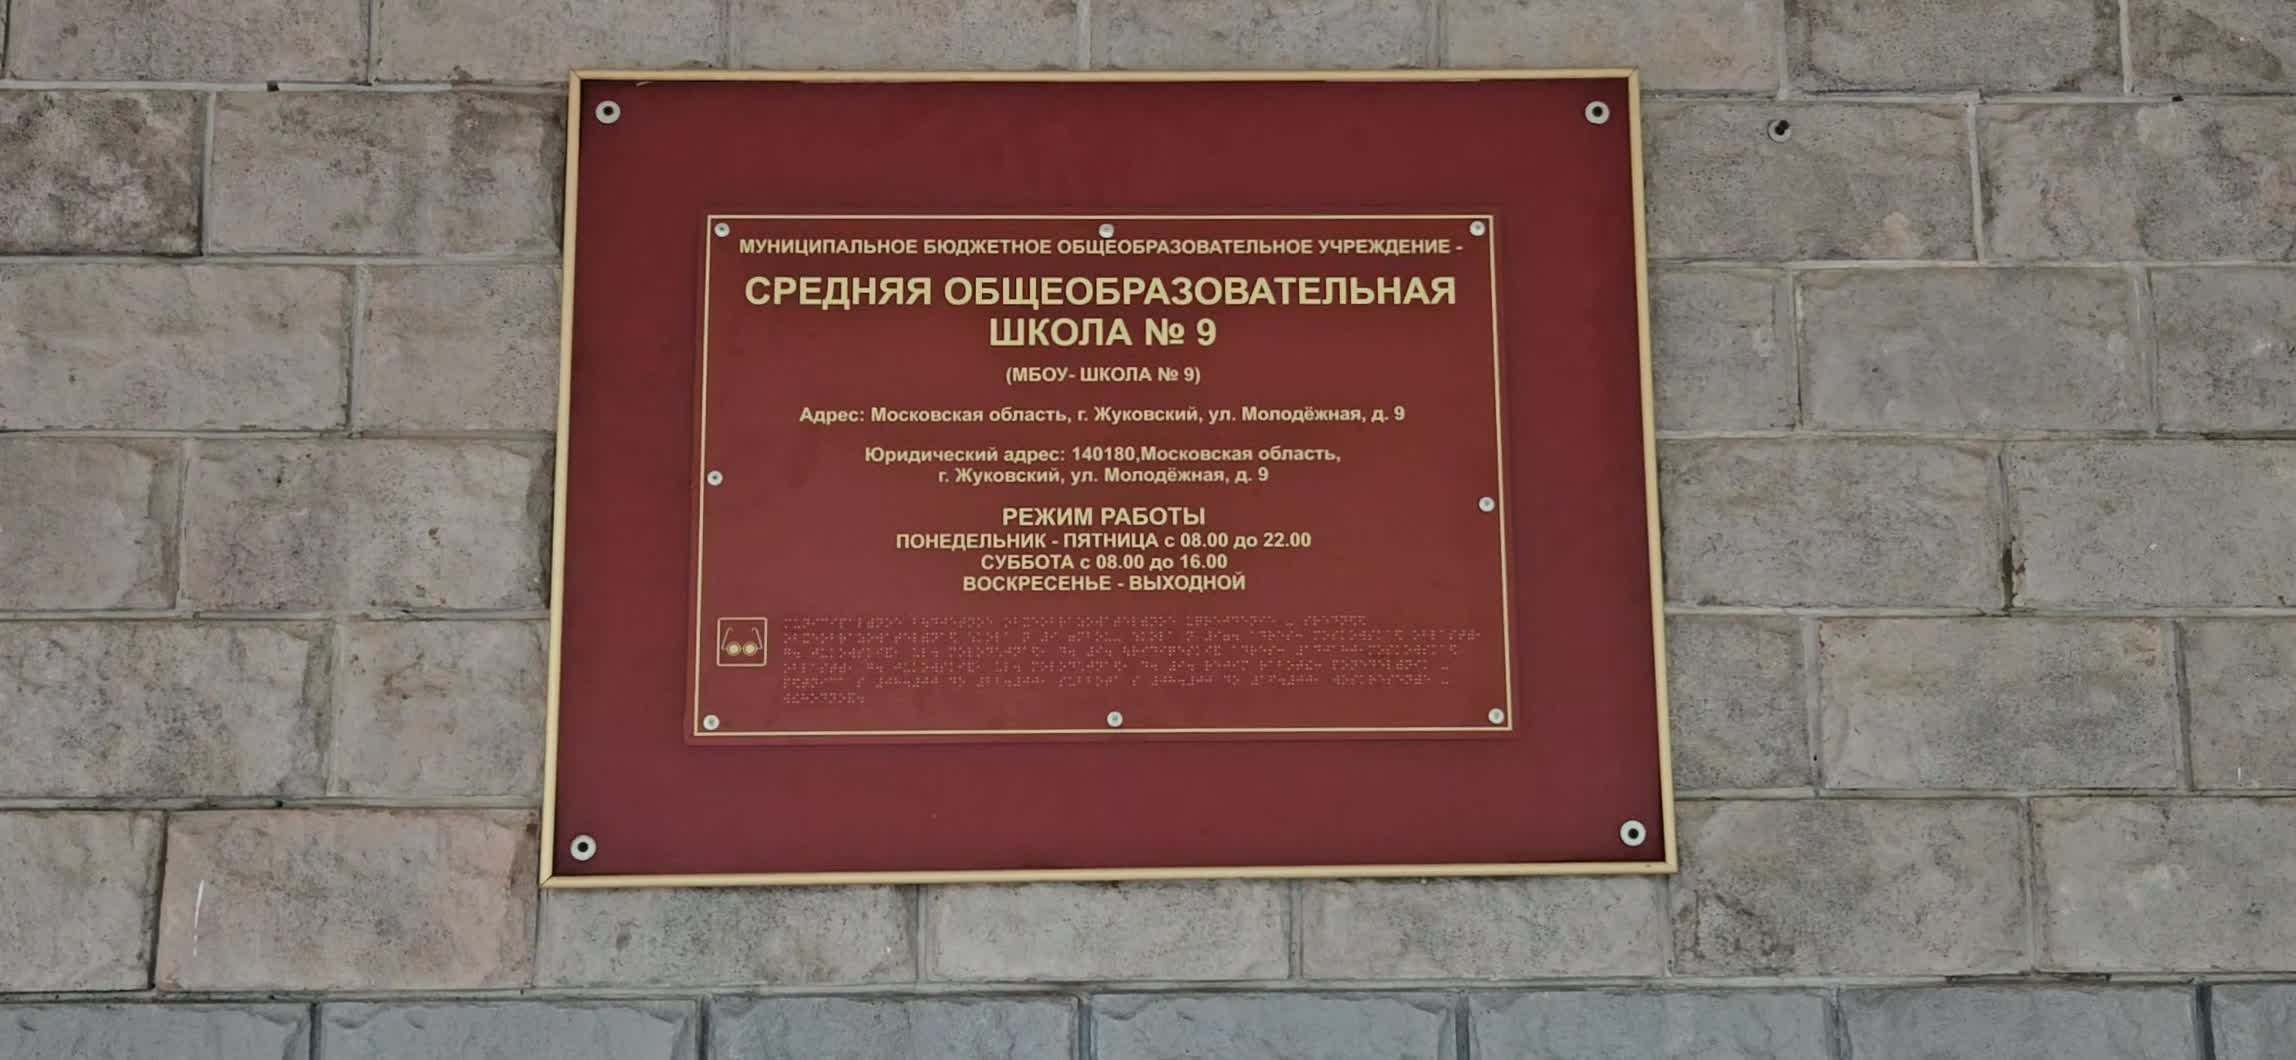 МУНИЦИПАЛЬНОЕ БЮДЖЕТНОЕ ОБЩЕОБРАЗОВАТЕЛЬНОЕ УЧРЕЖДЕНИЕ -
СРЕДНЯЯ ОБЩЕОБРАЗОВАТЕЛЬНАЯ
ШКОЛА № 9
(МБОУ- ШКОЛА № 9)
Адрес: Московская область, г. Жуковский, ул. Молодёжная, д. 9
Юридический адрес: 140180,Московская область,
г. Жуковский, ул. Молодёжная, д. 9
РЕЖИМ РАБОТЫ
ПОНЕДЕЛЬНИК - ПЯТНИЦА с 08.00 до 22.00
СУББОТА с 08.00 до 16.00
ВОСКРЕСЕНЬЕ - ВЫХОДНОЙ